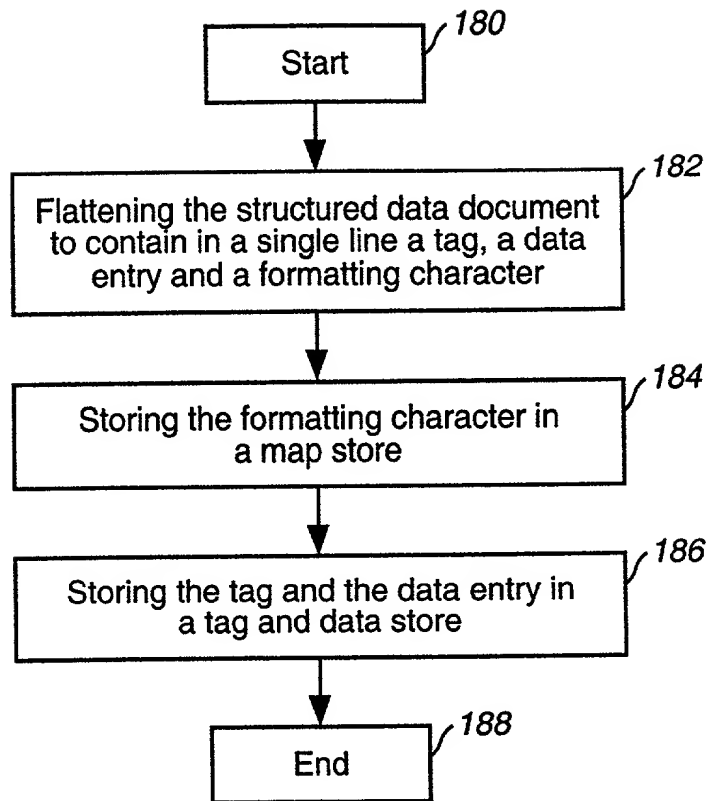 180
Start
182
Flattening the structured data document
to contain in a single line a tag, a data
entry and a formatting character
184
Storing the formatting character in
a map store
186
Storing the tag and the data entry in
a tag and data store
188
End